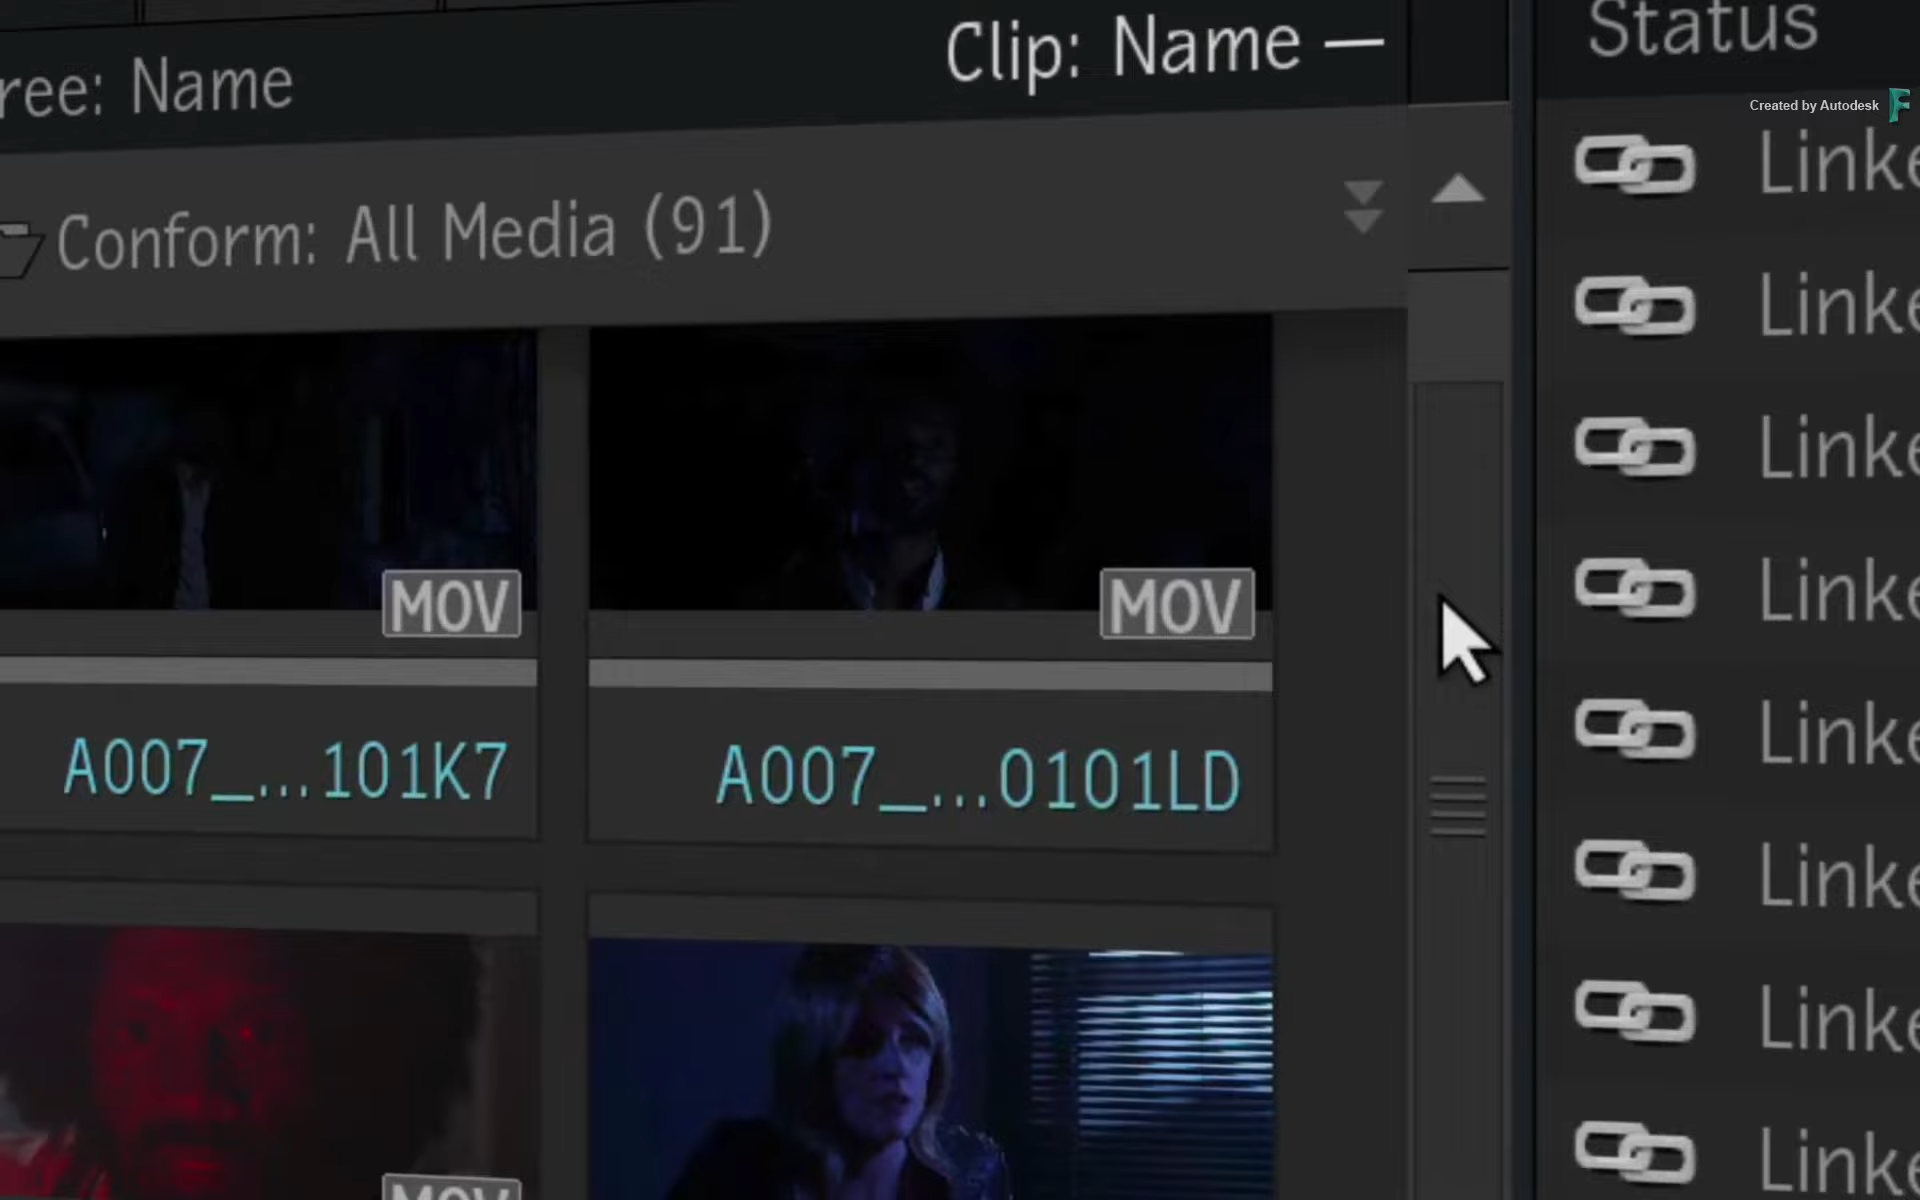 ree: Name
Clip: Name —
Status
Created by Autodesk
Conform: All Media (91)
MOV
MOV
A007_...101K7
A007_...0101LD
MOV
Linke
Linke
Linke
Linke
Linke
Linke
Linke
Linke